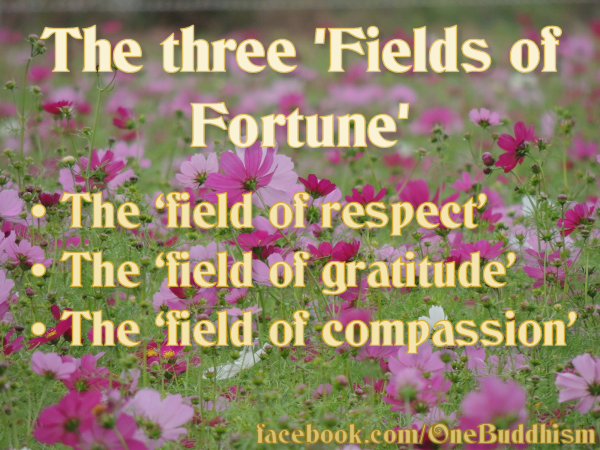 The three 'Fields of
Fortune'
• The ‘field of respect’
• The ‘field of gratitude’
• The ‘field of compassion’
facebook.com/OneBuddhism